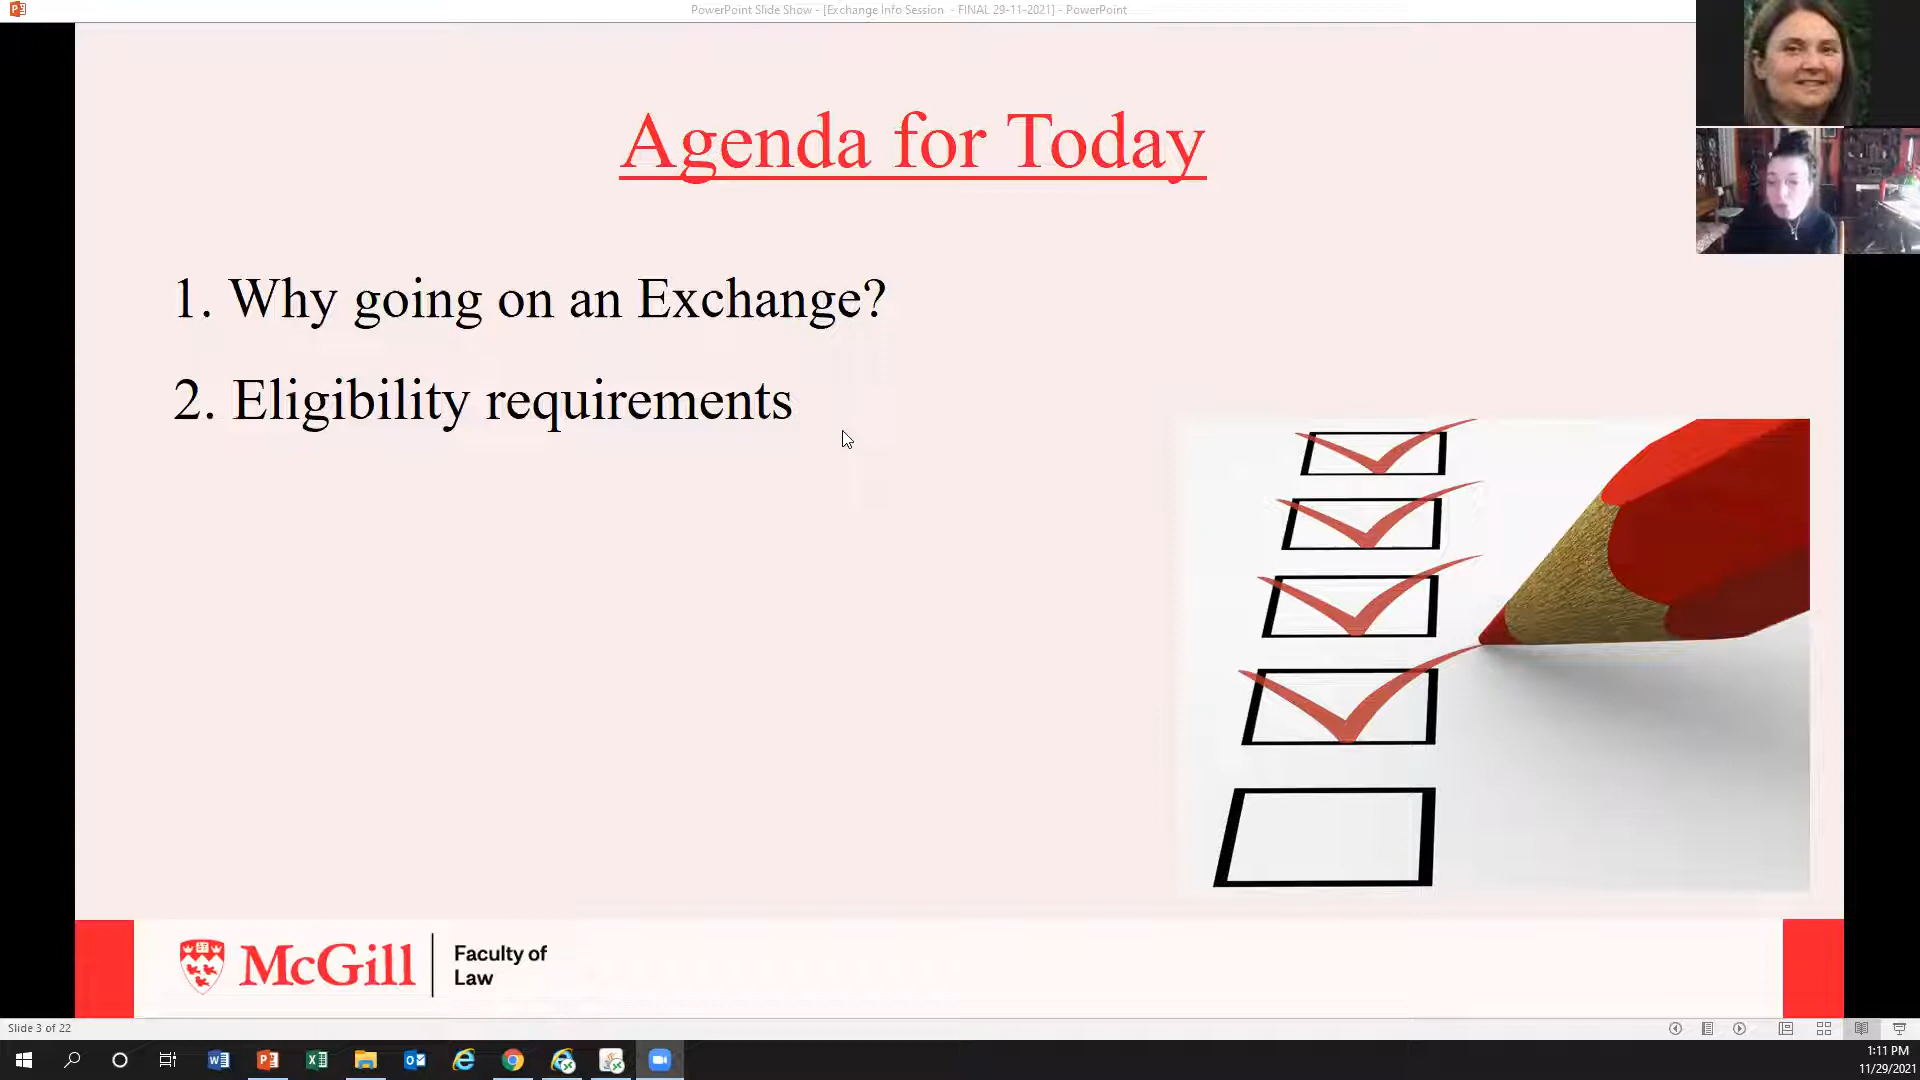 PowerPoint Slide Show - [Exchange Info Session  - FINAL 29-11-2021] - PowerPoint
Agenda for Today
1. Why going on an Exchange?
2. Eligibility requirements
McGill
Faculty of
Law
Slide 3 of 22
1:11 PM
11/29/2021